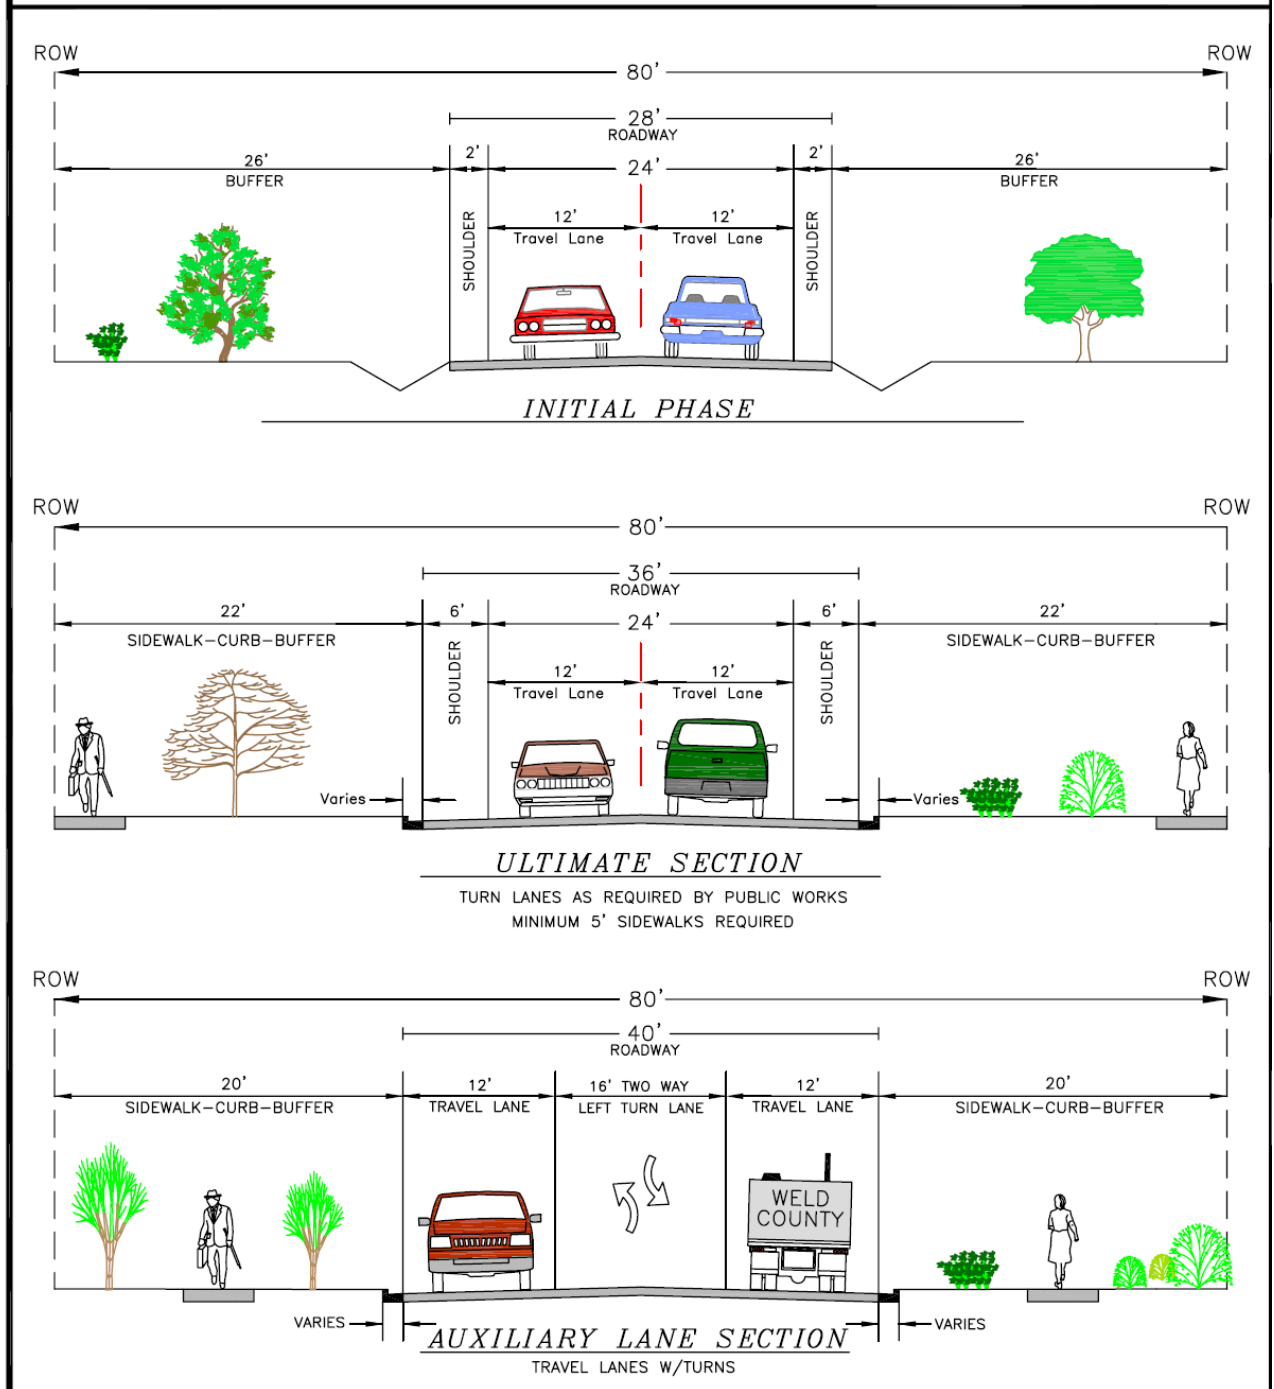 ROW ROW
80'
28'
ROADWAY
26' 2' 24' 2' 26'
BUFFER BUFFER
SHOULDER 12' 12' SHOULDER
Travel Lane Travel Lane
INITIAL PHASE
ROW ROW
80'
36'
ROADWAY
22' 6' 24' 6' 22'
SIDEWALK-CURB-BUFFER SIDEWALK-CURB-BUFFER
SHOULDER 12' 12' SHOULDER
Travel Lane Travel Lane
Varies Varies
ULTIMATE SECTION
TURN LANES AS REQUIRED BY PUBLIC WORKS
MINIMUM 5' SIDEWALKS REQUIRED
ROW ROW
80'
40'
ROADWAY
20' 12' 16' TWO WAY 12' 20'
SIDEWALK-CURB-BUFFER TRAVEL LANE LEFT TURN LANE TRAVEL LANE SIDEWALK-CURB-BUFFER
WELD
COUNTY
VARIES VARIES
AUXILIARY LANE SECTION
TRAVEL LANES W/TURNS